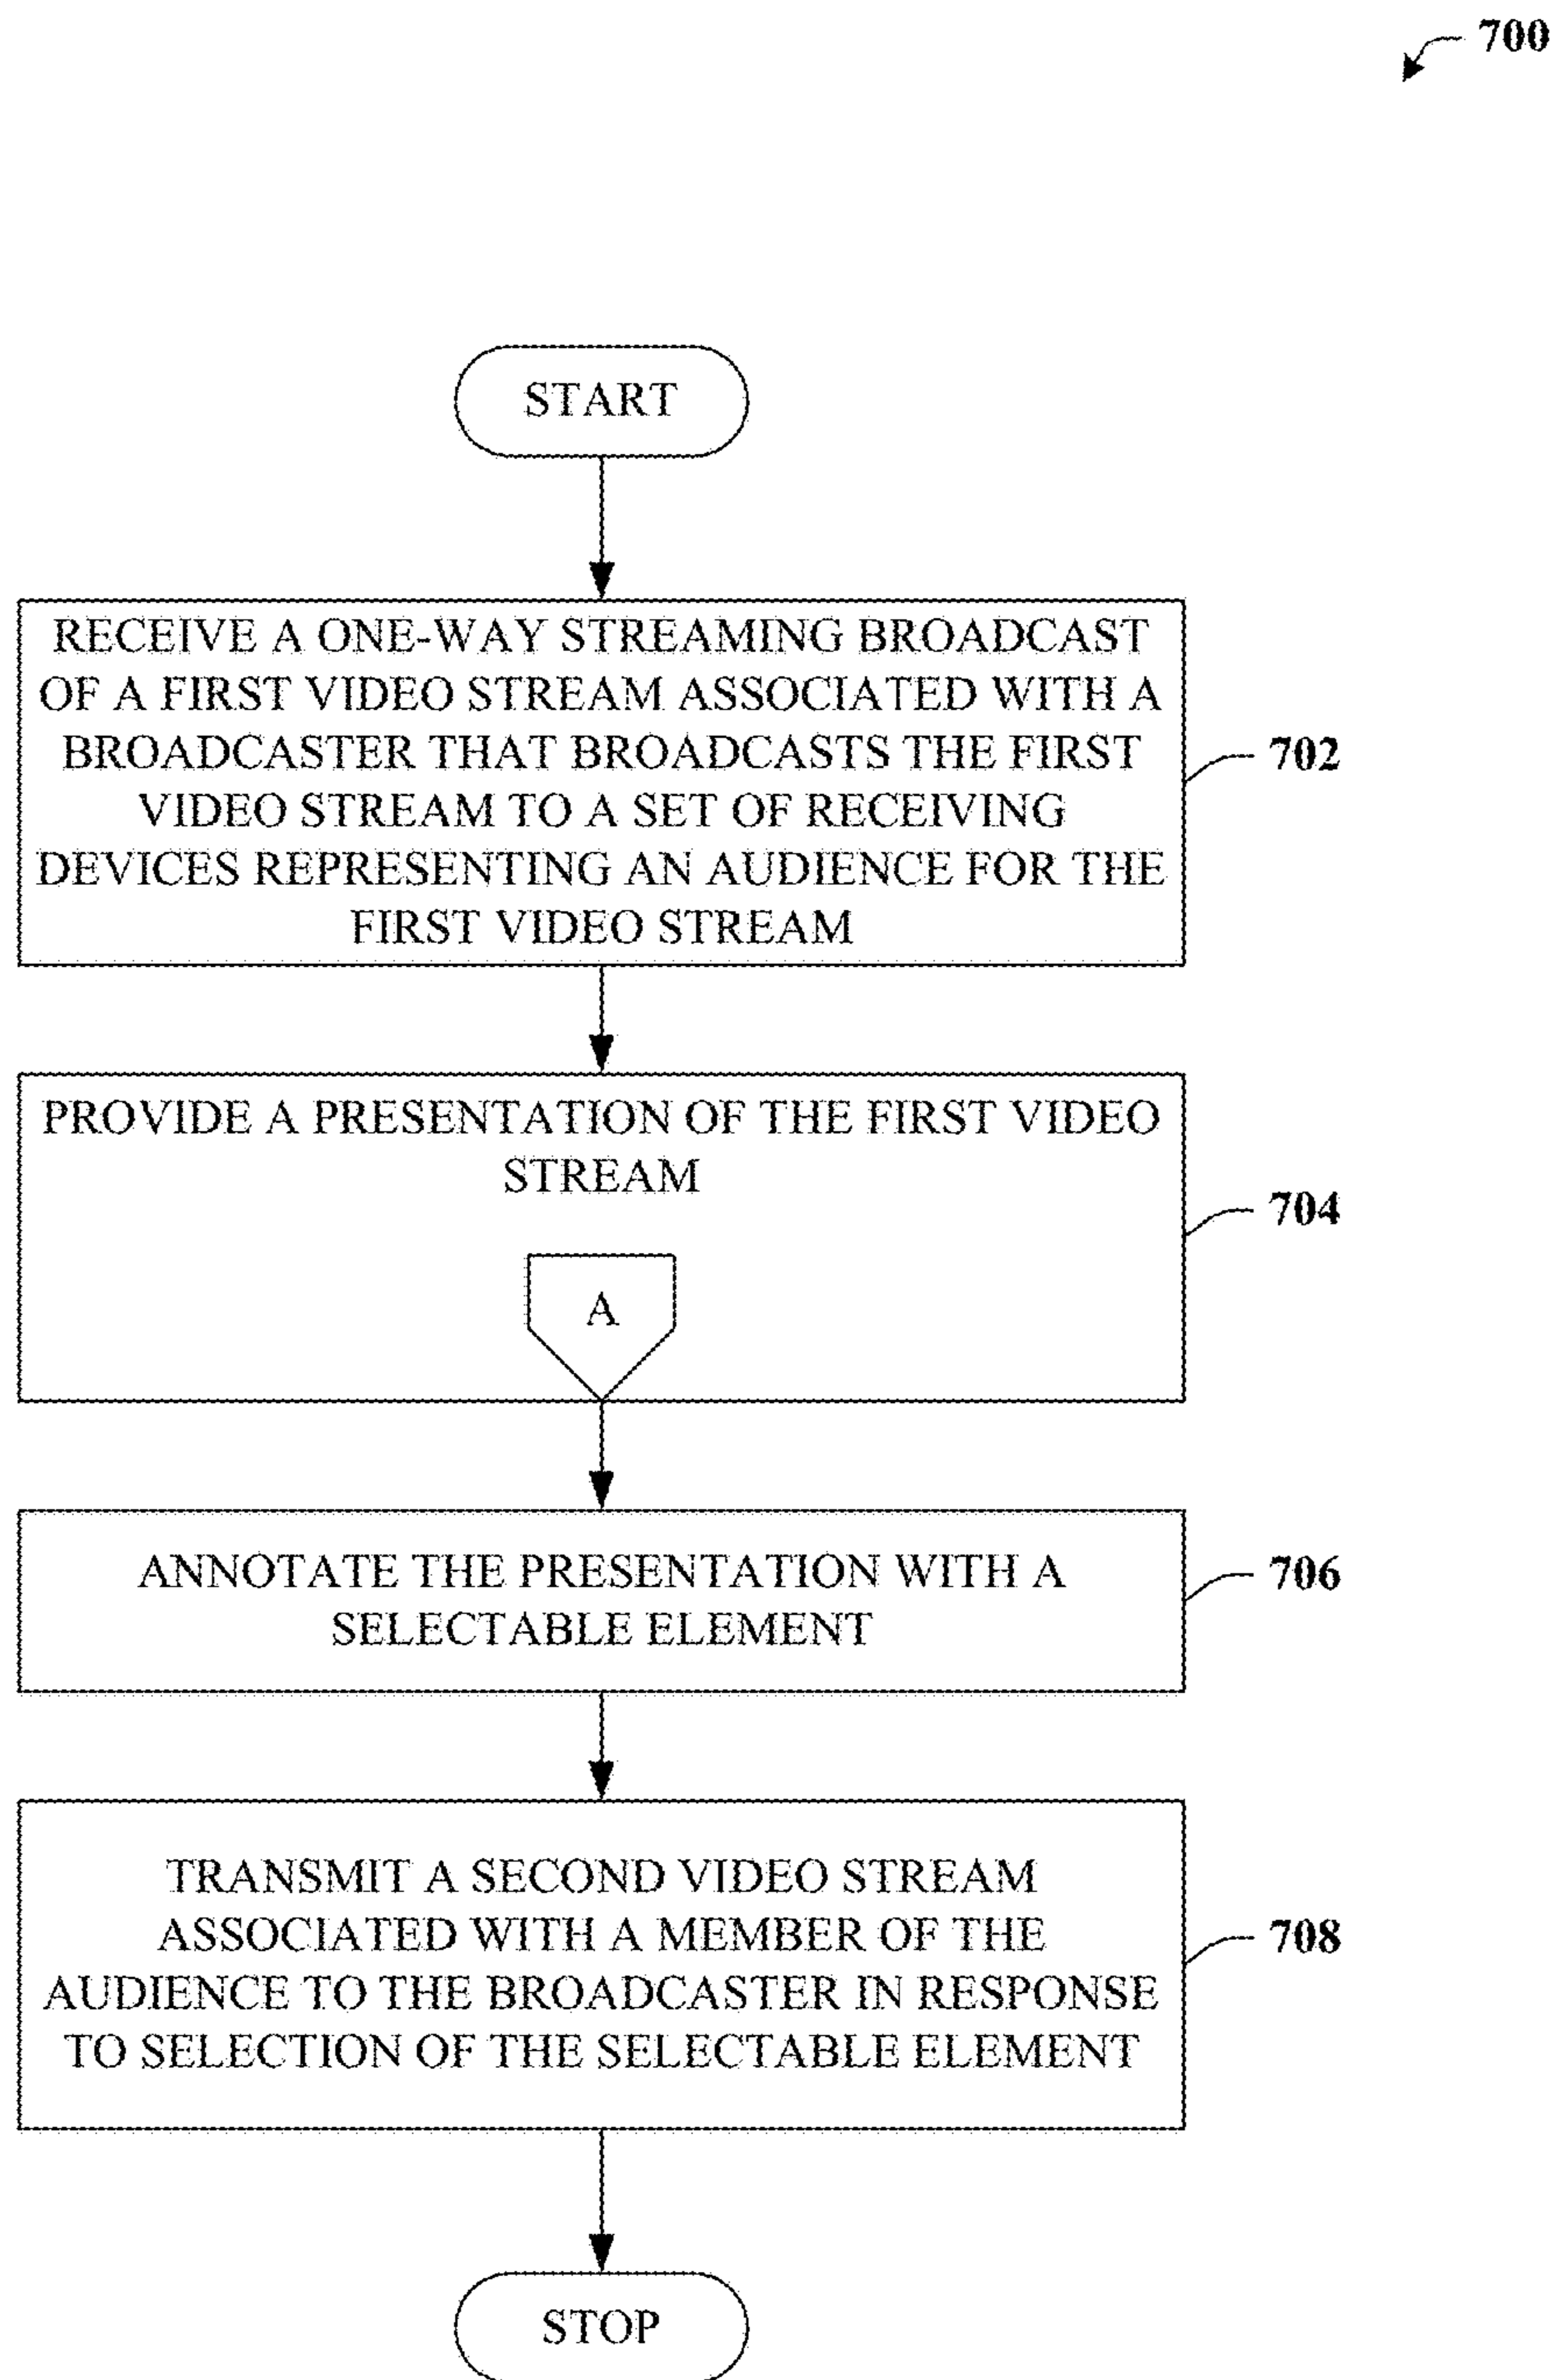 700
START
RECEIVE A ONE-WAY STREAMING BROADCAST
OF A FIRST VIDEO STREAM ASSOCIATED WITH A
BROADCASTER THAT BROADCASTS THE FIRST
VIDEO STREAM TO A SET OF RECEIVING
DEVICES REPRESENTING AN AUDIENCE FOR THE
FIRST VIDEO STREAM
702
PROVIDE A PRESENTATION OF THE FIRST VIDEO
STREAM
704
A
ANNOTATE THE PRESENTATION WITH A
SELECTABLE ELEMENT
706
TRANSMIT A SECOND VIDEO STREAM
ASSOCIATED WITH A MEMBER OF THE
AUDIENCE TO THE BROADCASTER IN RESPONSE
TO SELECTION OF THE SELECTABLE ELEMENT
708
STOP